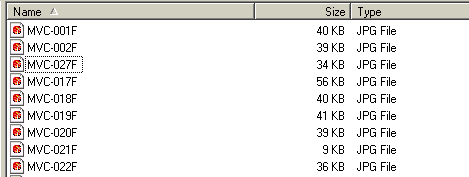 Name Size Type
MVC-001F 40 KB JPG File
MVC-002F 39 KB JPG File
MVC-027F 34 KB JPG File
MVC-017F 56 KB JPG File
MVC-018F 40 KB JPG File
MVC-019F 41 KB JPG File
MVC-020F 39 KB JPG File
MVC-021F 9 KB JPG File
MVC-022F 36 KB JPG File